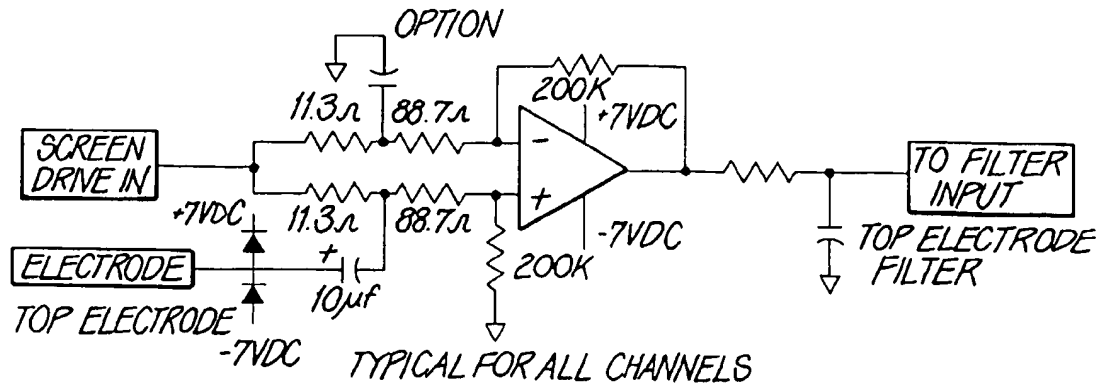 OPTION
11.3Ω
88.7Ω
200K
+7VDC
SCREEN
DRIVE IN
-
+
TO FILTER
INPUT
11.3Ω
88.7Ω
-7VDC
+7VDC
ELECTRODE
+
10µf
200K
TOP ELECTRODE
FILTER
TOP ELECTRODE
-7VDC
TYPICAL FOR ALL CHANNELS